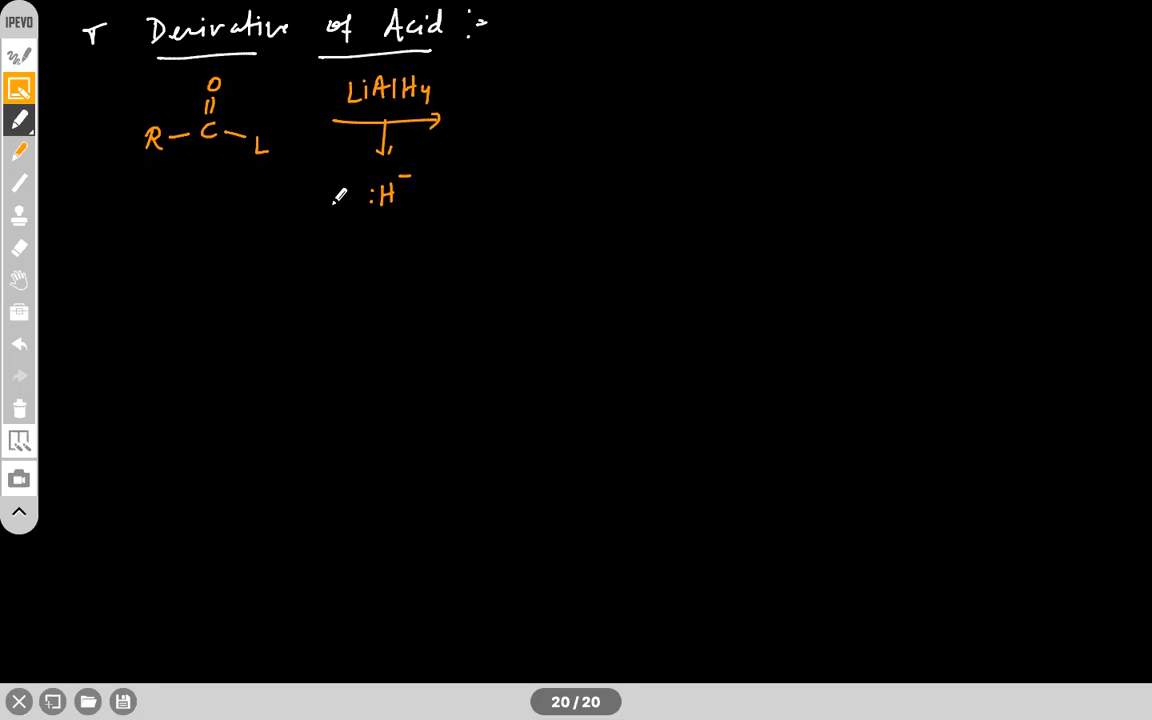 IPEVO
Derivative of Acid :-
O
||
R - C - L
LiAlH4
:H-
20 / 20